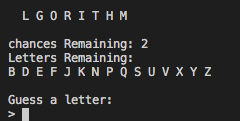 L G O R I T H M
chances Remaining: 2
Letters Remaining:
B D E F J K N P Q S U V X Y Z
Guess a letter:
>